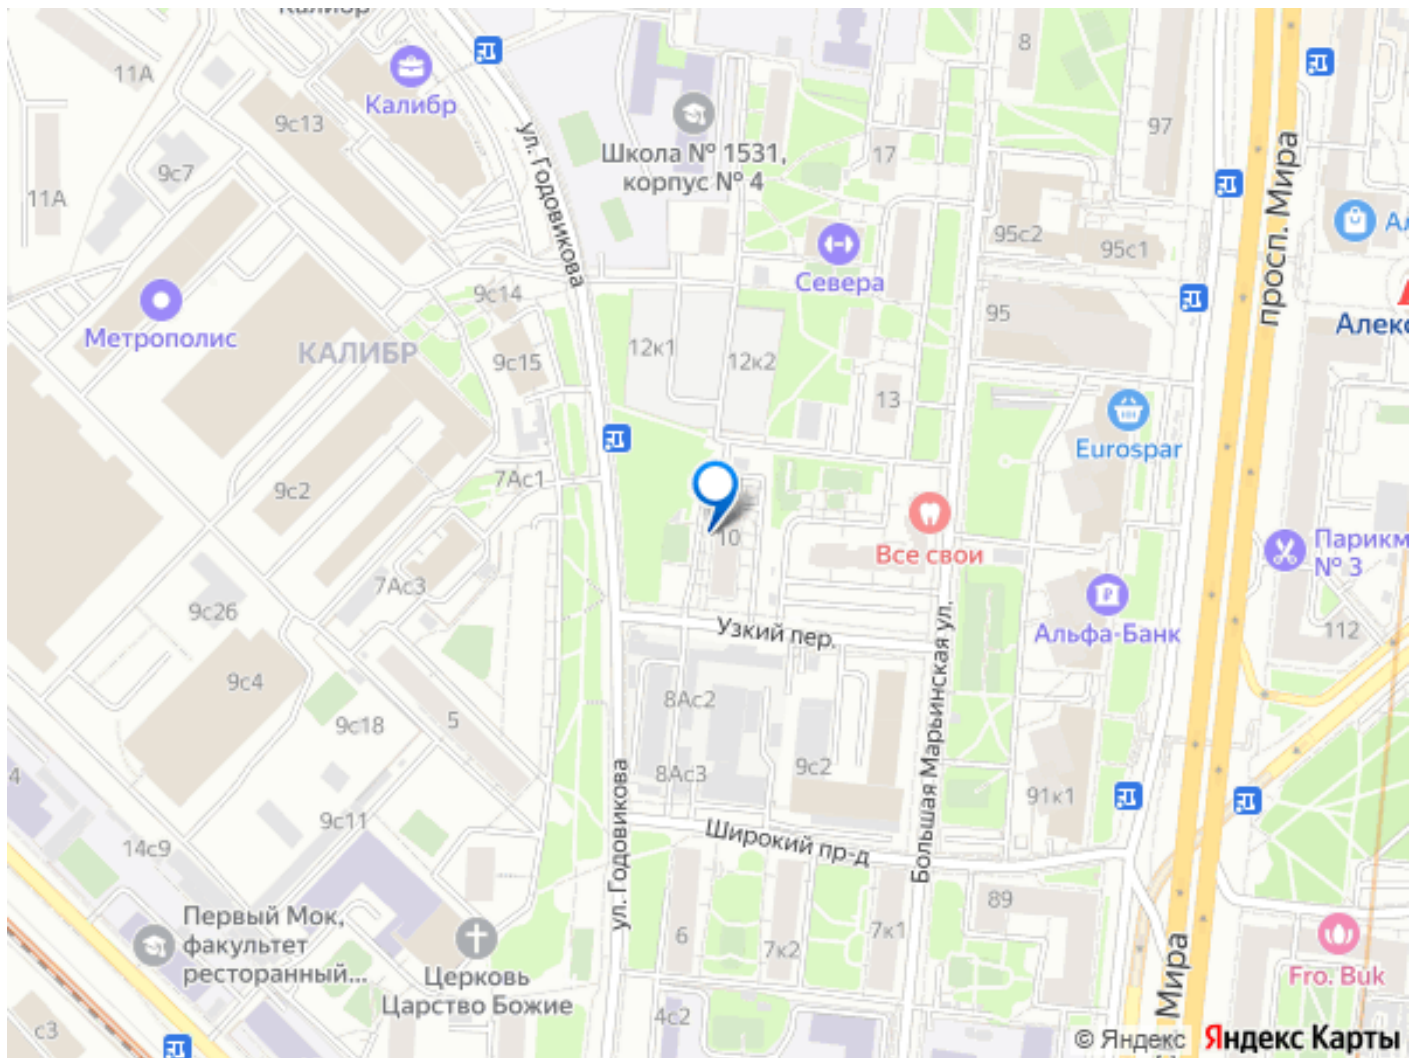 Калибр
11А
8
Калибр
9с13
97
ул. Годовикова
Школа № 1531,
корпус № 4
17
9с7
11А
просп. Мира
95с2
95с1
Севера
9с14
95
Метрополис
КАЛИБР
12к1
12к2
9с15
13
Eurospar
7Ас1
9с2
10
Все свои
Парикм
№ 3
7Ас3
9с26
Узкий пер.
Альфа-Банк
112
Большая Марьинская ул.
9с4
8Ас2
9с18
5
4
8Ас3
9с2
91к1
9с11
ул. Годовикова
Широкий пр-д
14с9
89
Первый Мок,
факультет
ресторанный...
6
7к2
7к1
Церковь
Царство Божие
Fro. Buk
Мира
4с2
с3
© Яндекс Яндекс Карты